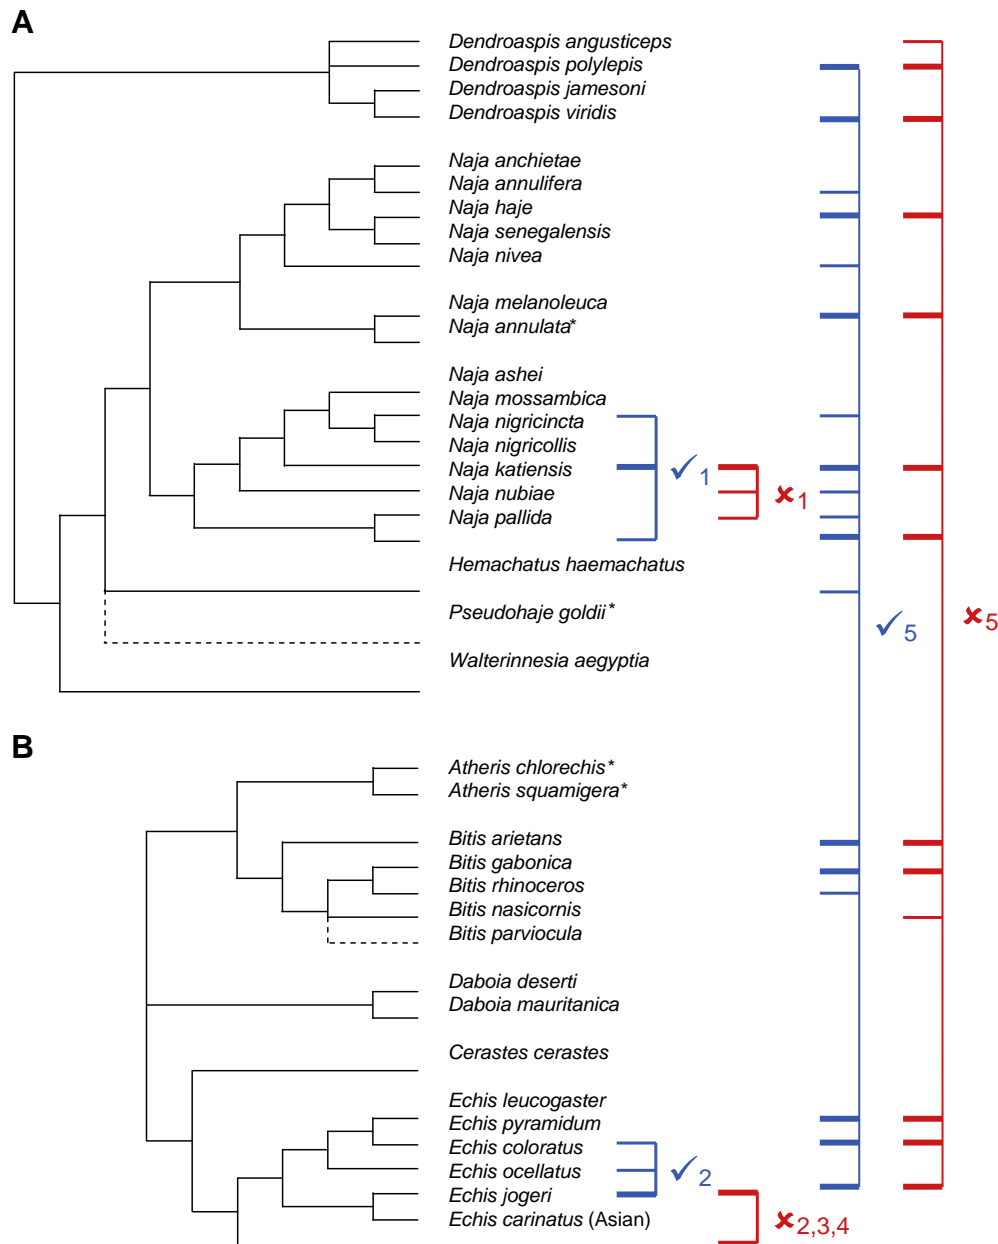 A
Dendroaspis angusticeps
Dendroaspis polylepis
Dendroaspis jamesoni
Dendroaspis viridis
Naja anchietae
Naja annulifera
Naja haje
Naja senegalensis
Naja nivea
Naja melanoleuca
Naja annulata*
Naja ashei
Naja mossambica
Naja nigricincta
Naja nigricollis
Naja katiensis ✓1
Naja nubiae ✘1
Naja pallida
Hemachatus haemachatus
Pseudohaje goldii* ✓5 ✘5
Walterinnesia aegyptia
B
Atheris chlorechis*
Atheris squamigera*
Bitis arietans
Bitis gabonica
Bitis rhinoceros
Bitis nasicornis
Bitis parviocula
Daboia deserti
Daboia mauritanica
Cerastes cerastes
Echis leucogaster
Echis pyramidum
Echis coloratus
Echis ocellatus ✓2
Echis jogeri
Echis carinatus (Asian) ✘2,3,4